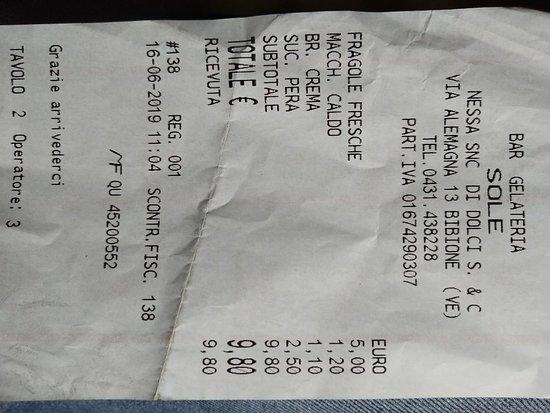 BAR GELATERIA
SOLE
NESSA SNC DI DOLCI S. & C
VIA ALEMAGNA 13 BIBIONE (VE)
TEL.0431.438228
PART.IVA 01674290307
EURO
FRAGOLE FRESCHE 5,00
MACCH. CALDO 1,20
BR. CREMA 1,10
SUC. PERA 2,50
SUBTOTALE 9,80
TOTALE € 9,80
RICEVUTA 9,80
#138 REG. 001
16-06-2019 11:04 SCONTR.FISC. 138
MF QU 45200552
Grazie arrivederci
TAVOLO 2 Operatore: 3